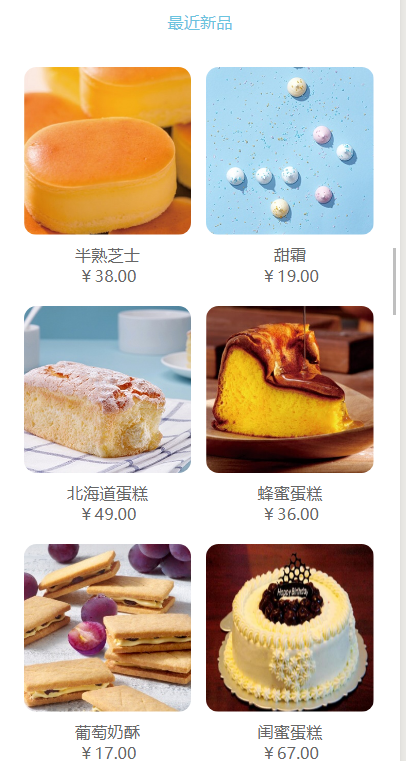 最近新品
半熟芝士
￥38.00
甜霜
￥19.00
北海道蛋糕
￥49.00
蜂蜜蛋糕
￥36.00
葡萄奶酥
￥17.00
Happy Birthday
闺蜜蛋糕
￥67.00